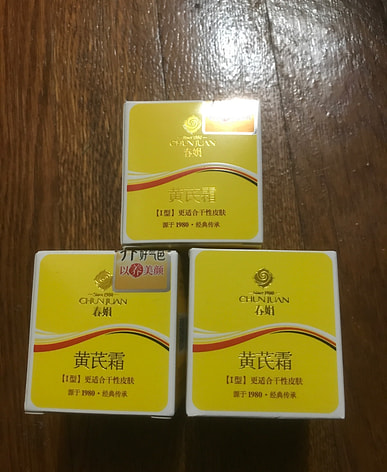 Since 1980
CHUNJUAN
春娟
黄芪霜
【I型】更适合干性皮肤
源于1980·经典传承
好气色
以养美颜
Since 1980
CHUNJUAN
春娟
黄芪霜
【I型】更适合干性皮肤
源于1980·经典传承
Since 1980
CHUNJUAN
春娟
黄芪霜
【I型】更适合干性皮肤
源于1980·经典传承